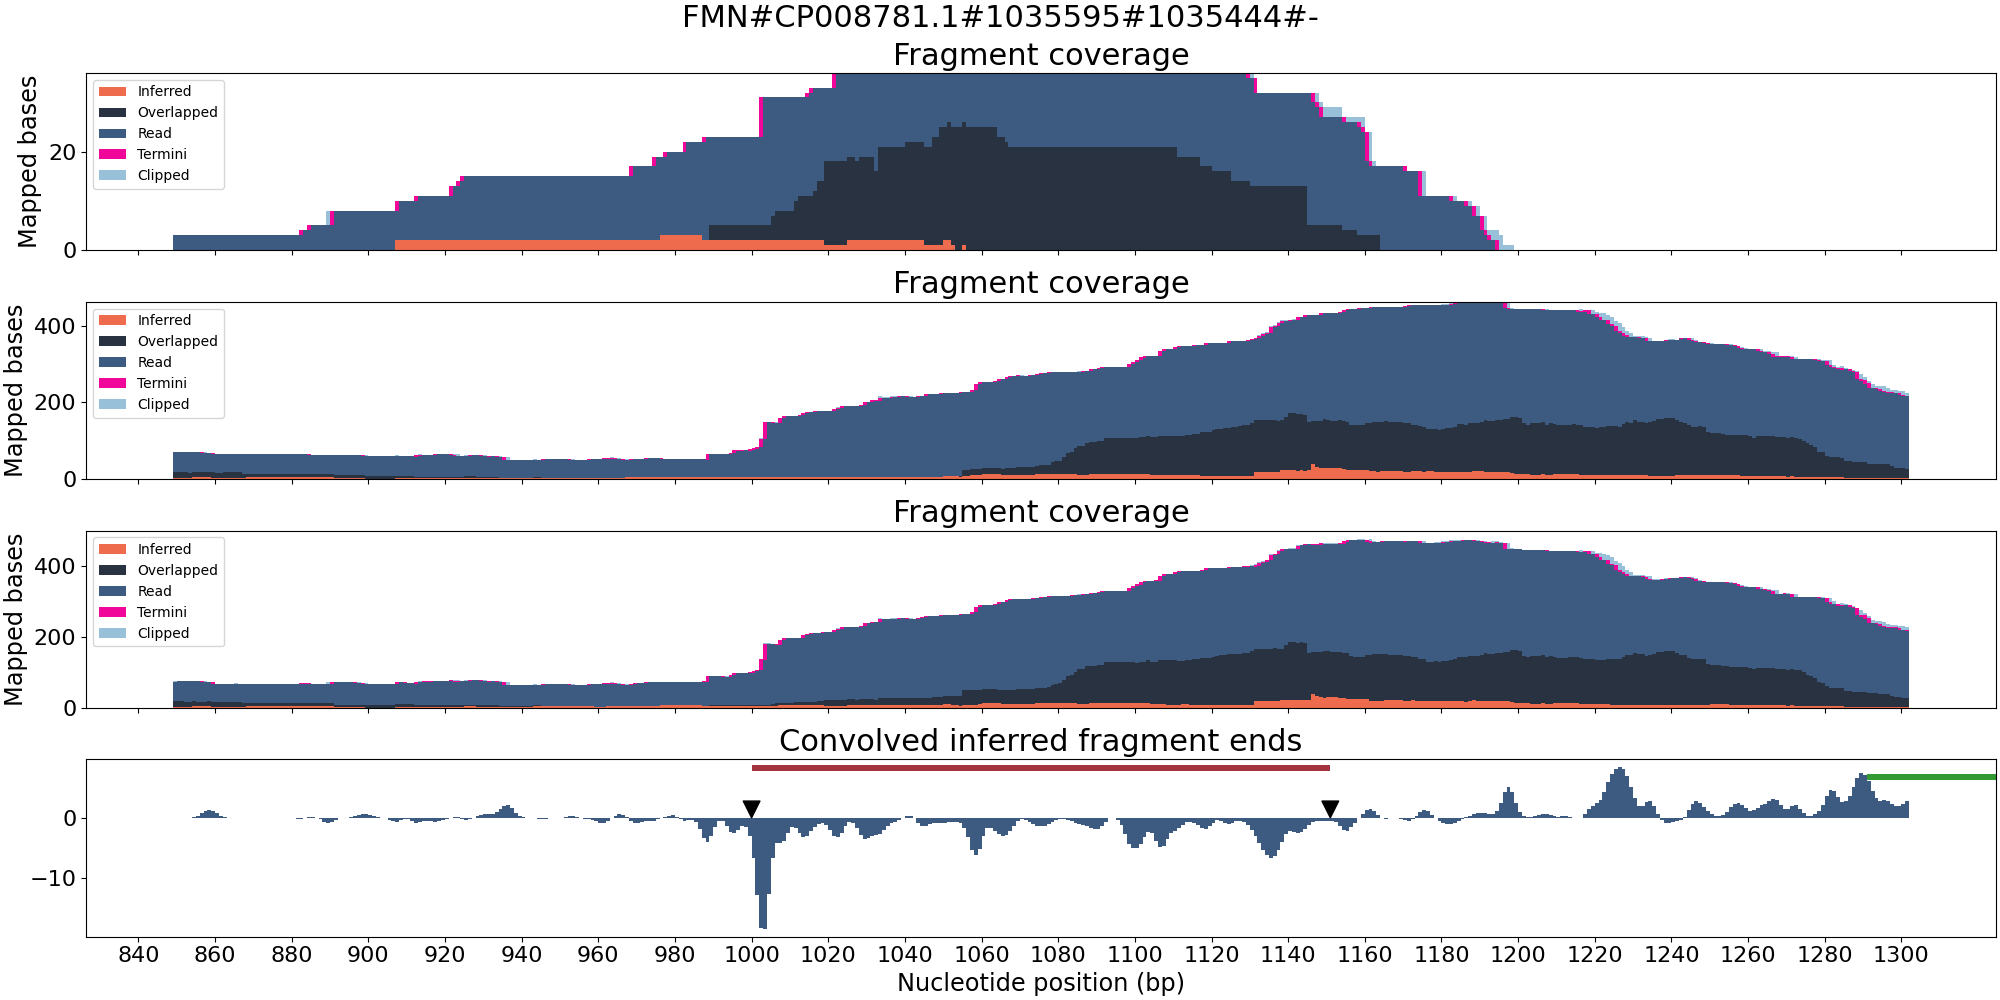 FMN#CP008781.1#1035595#1035444#-
Fragment coverage
Mapped bases
20
0
Inferred
Overlapped
Read
Termini
Clipped
Fragment coverage
Mapped bases
400
200
0
Inferred
Overlapped
Read
Termini
Clipped
Fragment coverage
Mapped bases
400
200
0
Inferred
Overlapped
Read
Termini
Clipped
Convolved inferred fragment ends
0
−10
840 860 880 900 920 940 960 980 1000 1020 1040 1060 1080 1100 1120 1140 1160 1180 1200 1220 1240 1260 1280 1300
Nucleotide position (bp)